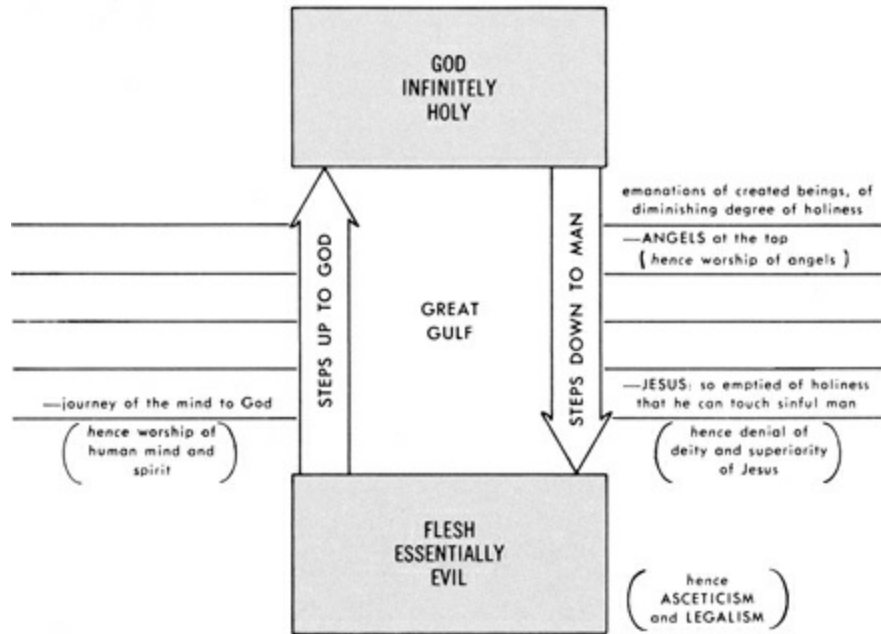 GOD
INFINITELY
HOLY
emanations of created beings, of
diminishing degree of holiness
—ANGELS at the top
( hence worship of angels )
STEPS UP TO GOD
GREAT
GULF
STEPS DOWN TO MAN
—journey of the mind to God
( hence worship of
human mind and
spirit )
—JESUS: so emptied of holiness
that he can touch sinful man
( hence denial of
deity and superiority
of Jesus )
FLESH
ESSENTIALLY
EVIL
( hence
ASCETICISM
and LEGALISM )